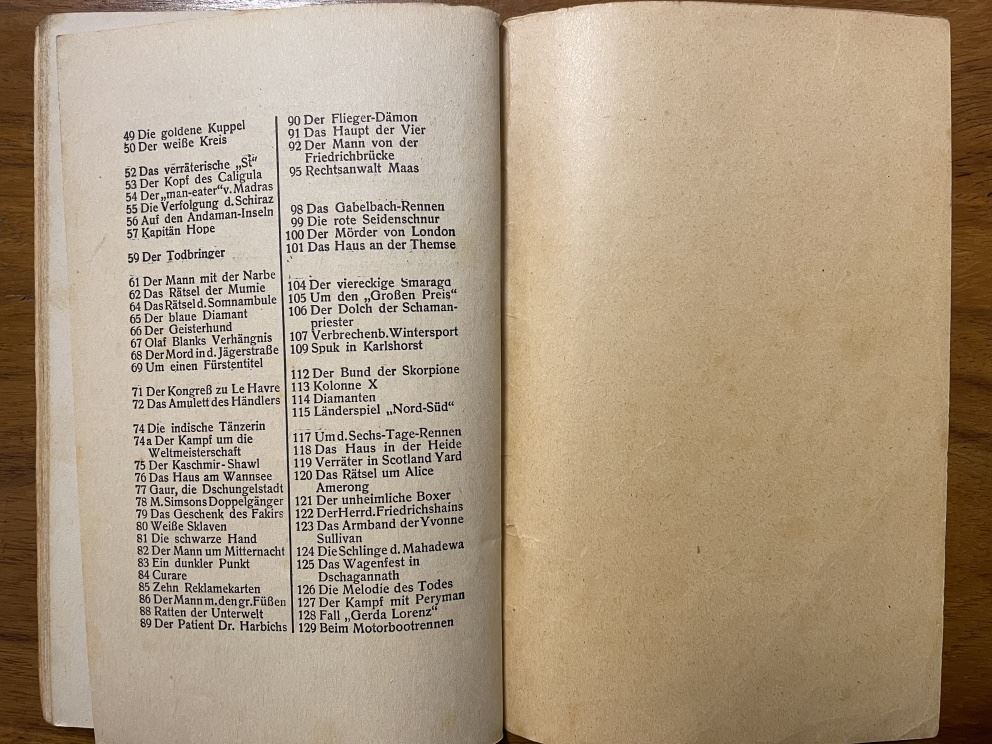 49 Die goldene Kuppel
50 Der weiße Kreis
52 Das verräterische „St“
53 Der Kopf des Caligula
54 Der „man-eater“ v. Madras
55 Die Verfolgung d. Schiraz
56 Auf den Andaman-Inseln
57 Kapitän Hope
59 Der Todbringer
61 Der Mann mit der Narbe
62 Das Rätsel der Mumie
64 Das Rätsel d. Somnambule
65 Der blaue Diamant
66 Der Geisterhund
67 Olaf Blanks Verhängnis
68 Der Mord in d. Jägerstraße
69 Um einen Fürstentitel
71 Der Kongreß zu Le Havre
72 Das Amulett des Händlers
74 Die indische Tänzerin
74a Der Kampf um die
Weltmeisterschaft
75 Der Kaschmir-Shawl
76 Das Haus am Wannsee
77 Gaur, die Dschungelstadt
78 M. Simsons Doppelgänger
79 Das Geschenk des Fakirs
80 Weiße Sklaven
81 Die schwarze Hand
82 Der Mann um Mitternacht
83 Ein dunkler Punkt
84 Curare
85 Zehn Reklamekarten
86 Der Mann m. den gr. Füßen
88 Ratten der Unterwelt
89 Der Patient Dr. Harbichs
90 Der Flieger-Dämon
91 Das Haupt der Vier
92 Der Mann von der
Friedrichbrücke
95 Rechtsanwalt Maas
98 Das Gabelbach-Rennen
99 Die rote Seidenschnur
100 Der Mörder von London
101 Das Haus an der Themse
104 Der viereckige Smaragd
105 Um den „Großen Preis“
106 Der Dolch der Schaman-
priester
107 Verbrechen b. Wintersport
109 Spuk in Karlshorst
112 Der Bund der Skorpione
113 Kolonne X
114 Diamanten
115 Länderspiel „Nord-Süd“
117 Um d. Sechs-Tage-Rennen
118 Das Haus in der Heide
119 Verräter in Scotland Yard
120 Das Rätsel um Alice
Amerong
121 Der unheimliche Boxer
122 Der Herr d. Friedrichshains
123 Das Armband der Yvonne
Sullivan
124 Die Schlinge d. Mahadewa
125 Das Wagenfest in
Dschagannath
126 Die Melodie des Todes
127 Der Kampf mit Peryman
128 Fall „Gerda Lorenz“
129 Beim Motorbootrennen